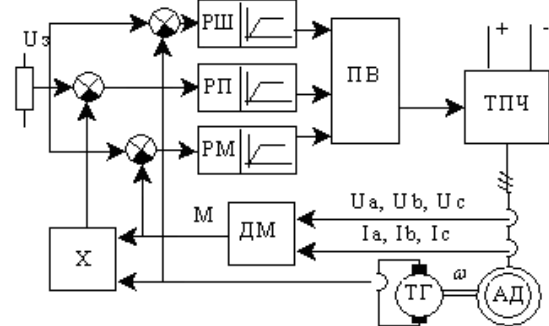 РШ
Uз
+ -
РП
ПВ
ТПЧ
РМ
Ua, Ub, Uc
М
ДМ
Ia, Ib, Ic
Х
ω
ТГ
АД